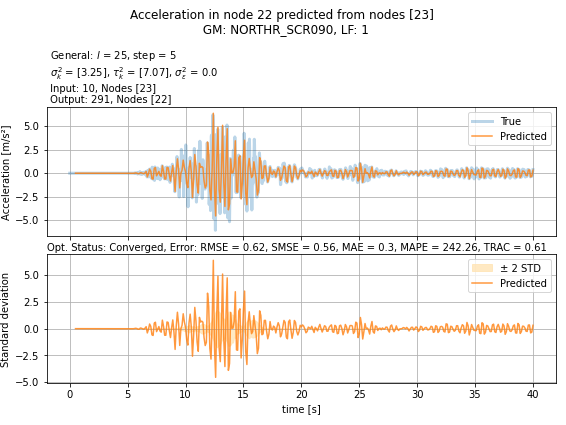 Acceleration in node 22 predicted from nodes [23]
GM: NORTHR_SCR090, LF: 1
General: l = 25, step = 5
σ²ₖ = [3.25], τ²ₖ = [7.07], σ²ε = 0.0
Input: 10, Nodes [23]
Output: 291, Nodes [22]
Acceleration [m/s²]
5.0
2.5
0.0
−2.5
−5.0
True
Predicted
Opt. Status: Converged, Error: RMSE = 0.62, SMSE = 0.56, MAE = 0.3, MAPE = 242.26, TRAC = 0.61
Standard deviation
5.0
2.5
0.0
−2.5
−5.0
± 2 STD
Predicted
0 5 10 15 20 25 30 35 40
time [s]